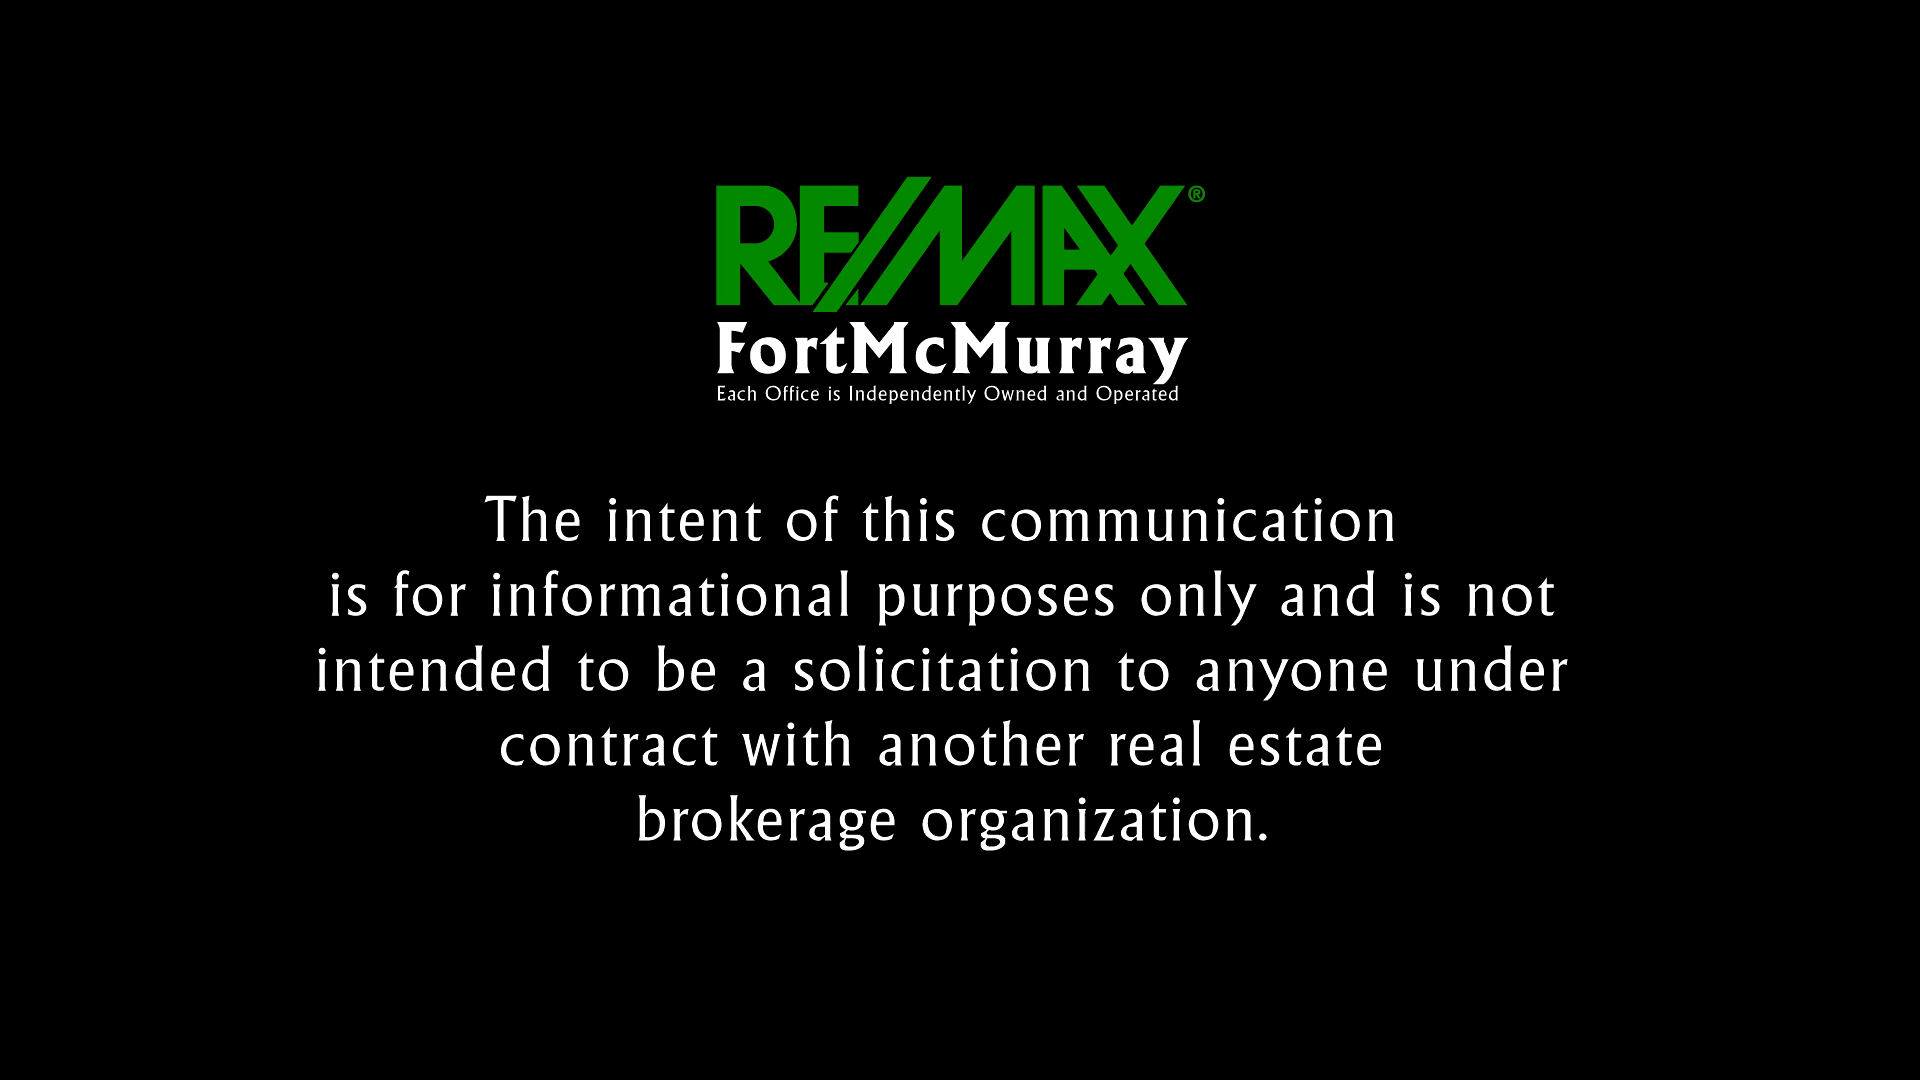 RE/MAX®
FortMcMurray
Each Office is Independently Owned and Operated
The intent of this communication
is for informational purposes only and is not
intended to be a solicitation to anyone under
contract with another real estate
brokerage organization.